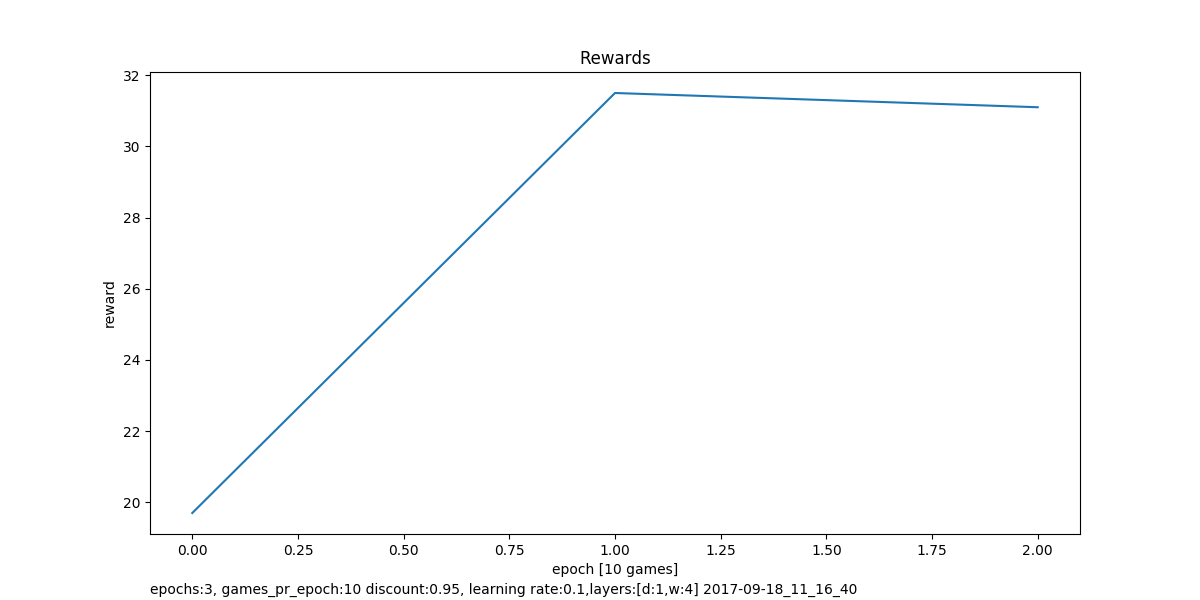 Rewards
32
30
28
26
24
22
20
reward
0.00 0.25 0.50 0.75 1.00 1.25 1.50 1.75 2.00
epoch [10 games]
epochs:3, games_pr_epoch:10 discount:0.95, learning rate:0.1,layers:[d:1,w:4] 2017-09-18_11_16_40